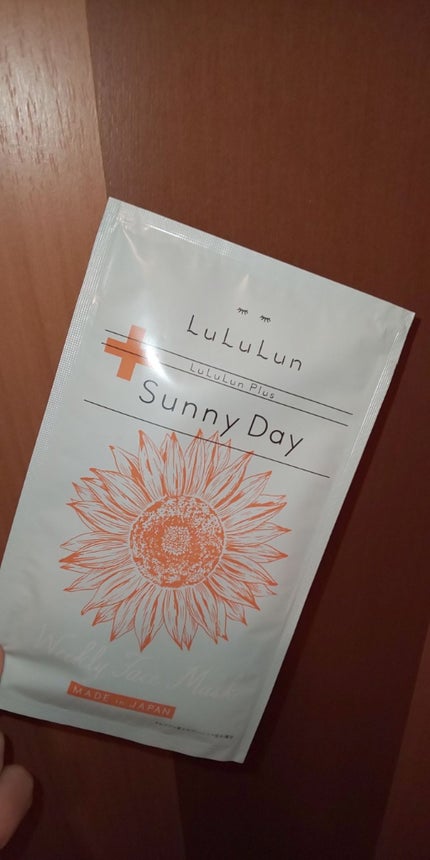 LuLuLun
LuLuLun Plus
Sunny Day
Weekly Face Mask
MADE in JAPAN